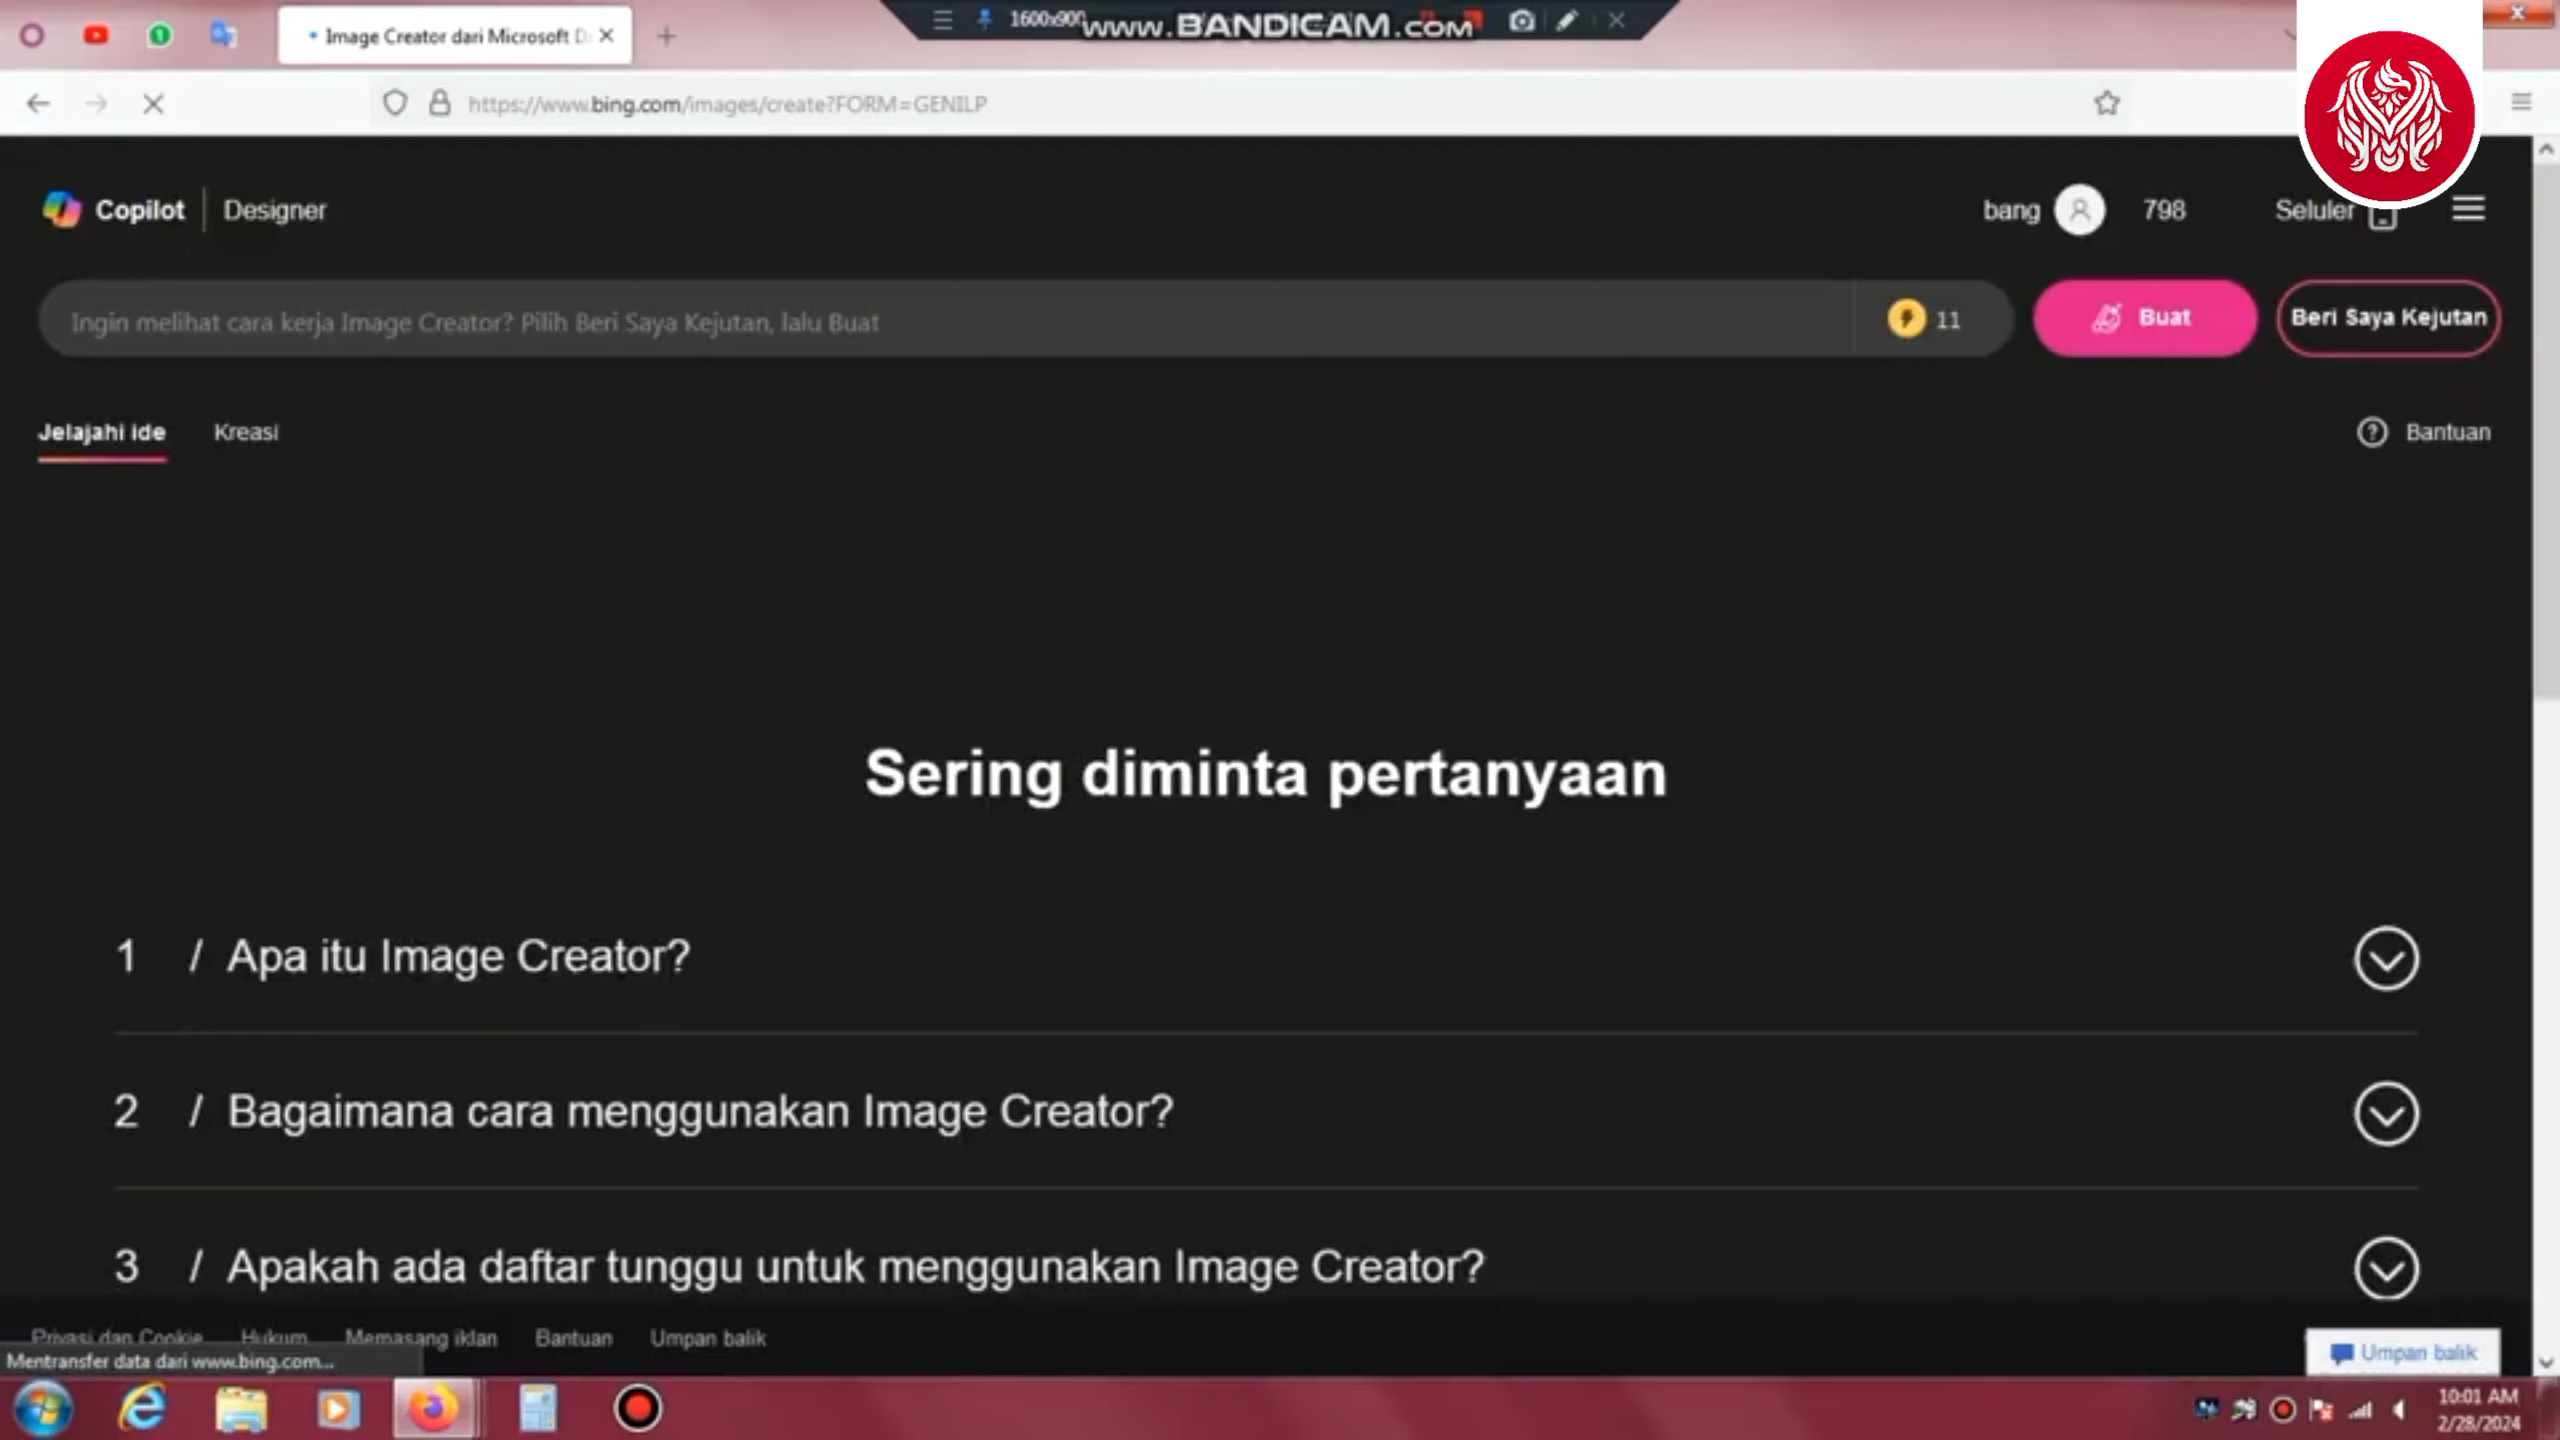 Image Creator dari Microsoft D
1600x900
www.BANDICAM.com
https://www.bing.com/images/create?FORM=GENILP
Copilot
Designer
bang
798
Seluler
Ingin melihat cara kerja Image Creator? Pilih Beri Saya Kejutan, lalu Buat
11
Buat
Beri Saya Kejutan
Jelajahi ide
Kreasi
Bantuan
Sering diminta pertanyaan
1 / Apa itu Image Creator?
2 / Bagaimana cara menggunakan Image Creator?
3 / Apakah ada daftar tunggu untuk menggunakan Image Creator?
Privasi dan Cookie Hukum Memasang iklan Bantuan Umpan balik
Mentransfer data dari www.bing.com...
Umpan balik
10:01 AM
2/28/2024